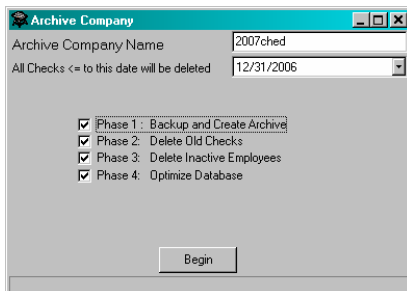 Archive Company
Archive Company Name 2007ched
All Checks <= to this date will be deleted 12/31/2006
Phase 1 : Backup and Create Archive
Phase 2: Delete Old Checks
Phase 3: Delete Inactive Employees
Phase 4: Optimize Database
Begin